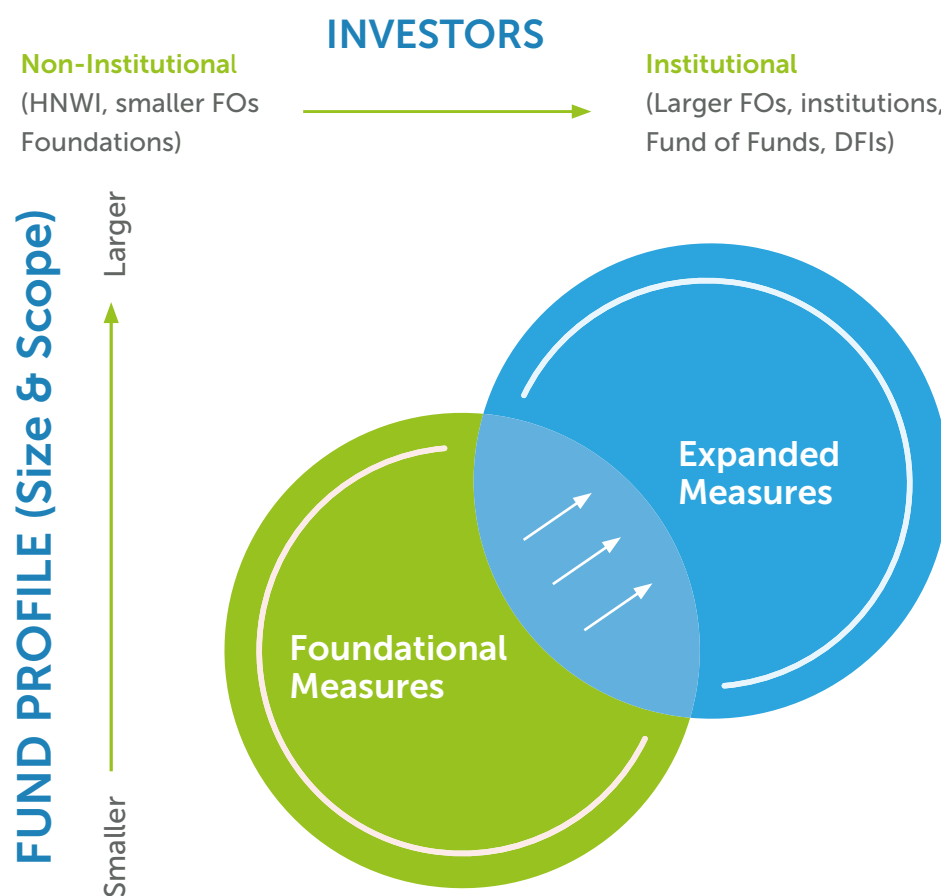 INVESTORS
Non-Institutional
(HNWI, smaller FOs
Foundations)
Institutional
(Larger FOs, institutions,
Fund of Funds, DFIs)
FUND PROFILE (Size & Scope)
Larger
Smaller
Expanded
Measures
Foundational
Measures